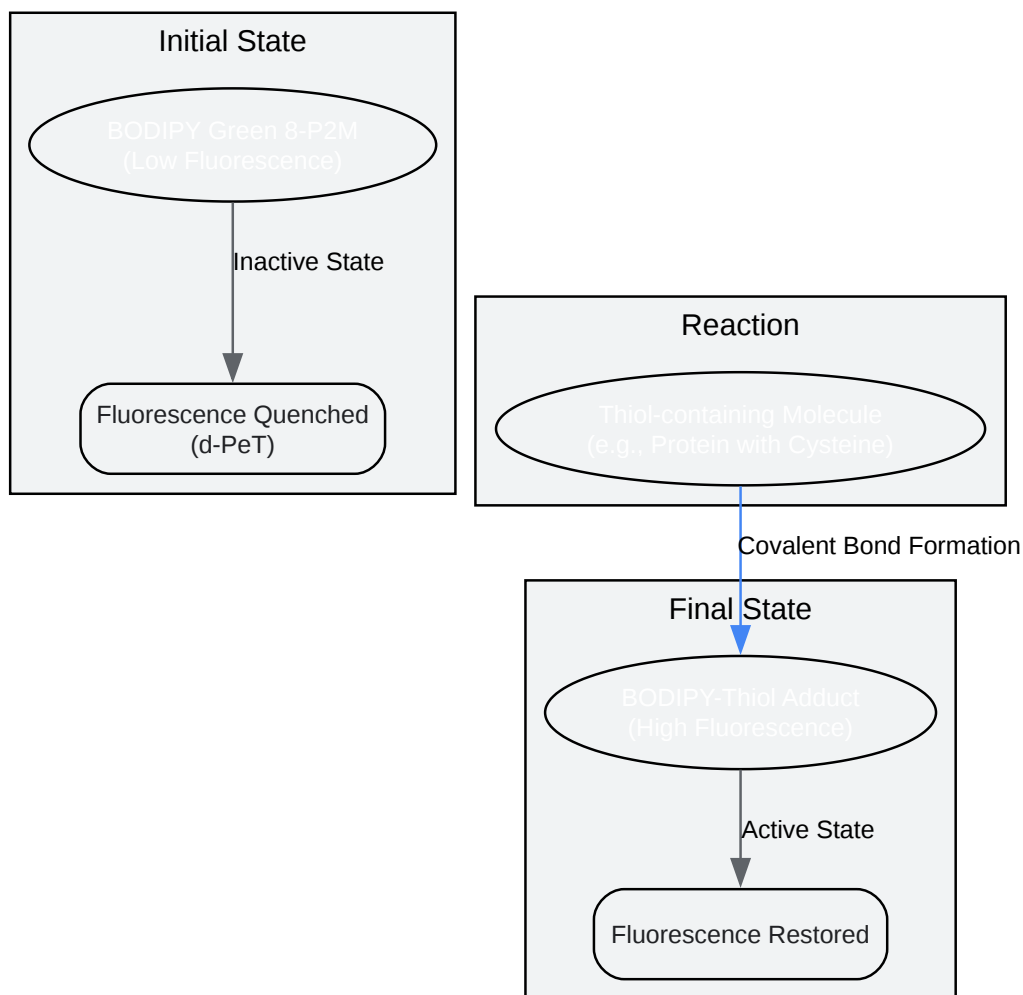 Initial State
BODIPY Green 8-P2M
(Low Fluorescence)
Inactive State
Fluorescence Quenched
(d-PeT)
Reaction
Thiol-containing Molecule
(e.g., Protein with Cysteine)
Covalent Bond Formation
Final State
BODIPY-Thiol Adduct
(High Fluorescence)
Active State
Fluorescence Restored